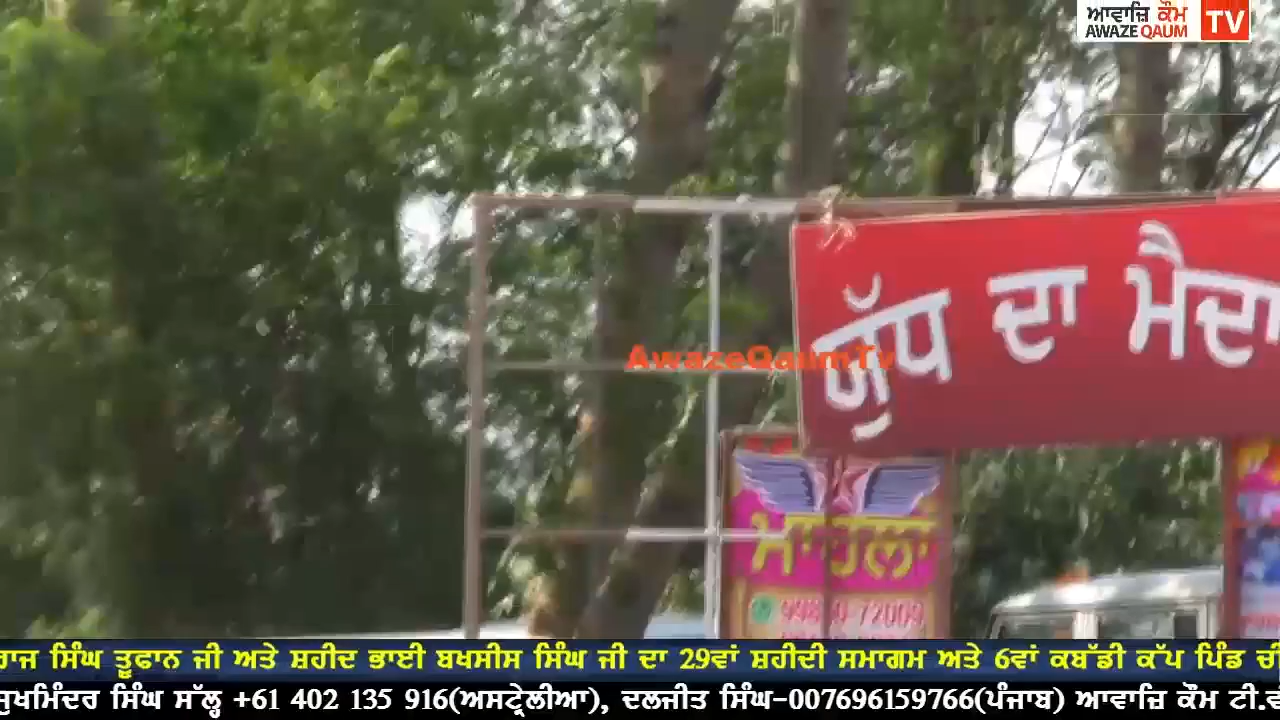 ਆਵਾਜ਼ਿ ਕੌਮ
AWAZE QAUM
TV
ਯੁੱਧ ਦਾ ਮੈਦਾ
AwazeQaumTv
ਮਾਹਲਾਂ
ਰਾਜ ਸਿੰਘ ਤੂਫਾਨ ਜੀ ਅਤੇ ਸ਼ਹੀਦ ਭਾਈ ਬਖਸੀਸ ਸਿੰਘ ਜੀ ਦਾ 29ਵਾਂ ਸ਼ਹੀਦੀ ਸਮਾਗਮ ਅਤੇ 6ਵਾਂ ਕਬੱਡੀ ਕੱਪ ਪਿੰਡ ਚੀ
ਸੁਖਮਿੰਦਰ ਸਿੰਘ ਸੱਲ੍ਹ +61 402 135 916(ਅਸਟ੍ਰੇਲੀਆ), ਦਲਜੀਤ ਸਿੰਘ-007696159766(ਪੰਜਾਬ) ਆਵਾਜ਼ਿ ਕੌਮ ਟੀ.ਵੀ